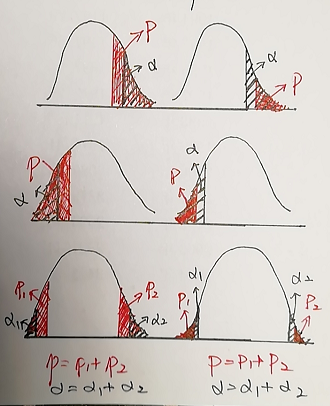 P α
α P
P α
α P
P₁ P₂ α₁ α₂
α₁ P₁ α₂ P₂
P = P₁ + P₂
α = α₁ + α₂
P = P₁ + P₂
α = α₁ + α₂